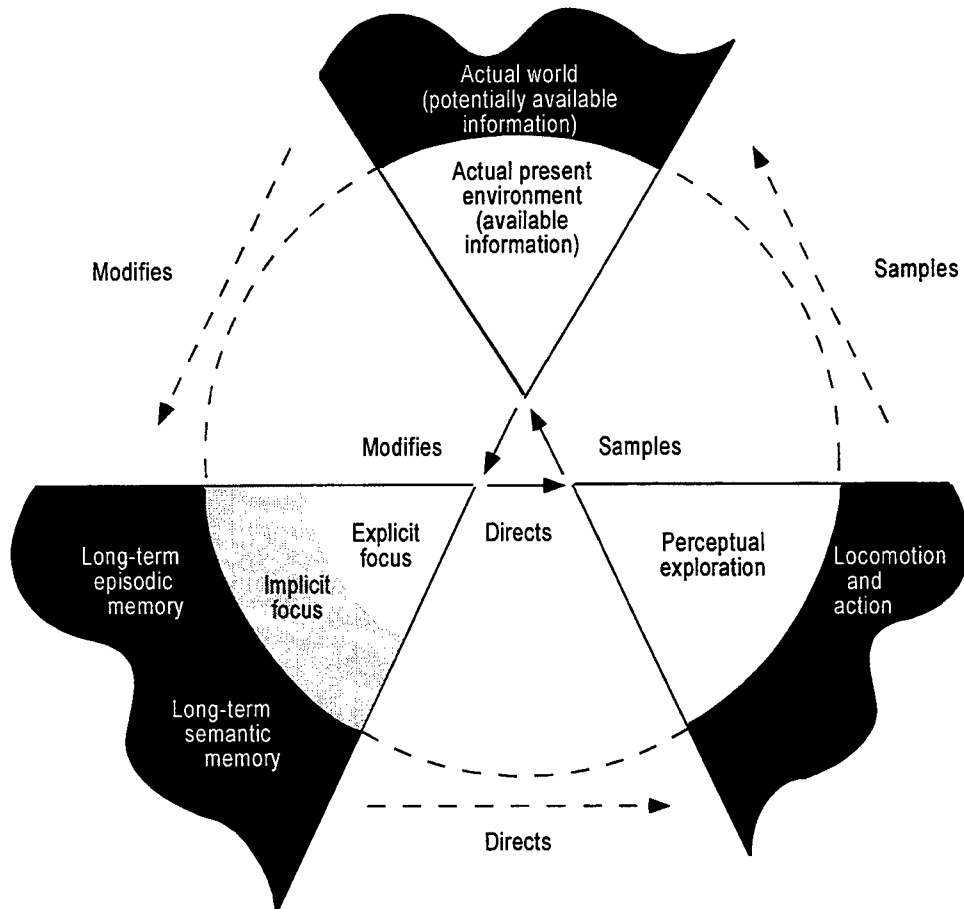 Actual world
(potentially available
information)
Actual present
environment
(available
information)
Modifies
Samples
Modifies
Samples
Directs
Long-term
episodic
memory
Implicit
focus
Explicit
focus
Perceptual
exploration
Locomotion
and
action
Long-term
semantic
memory
Directs